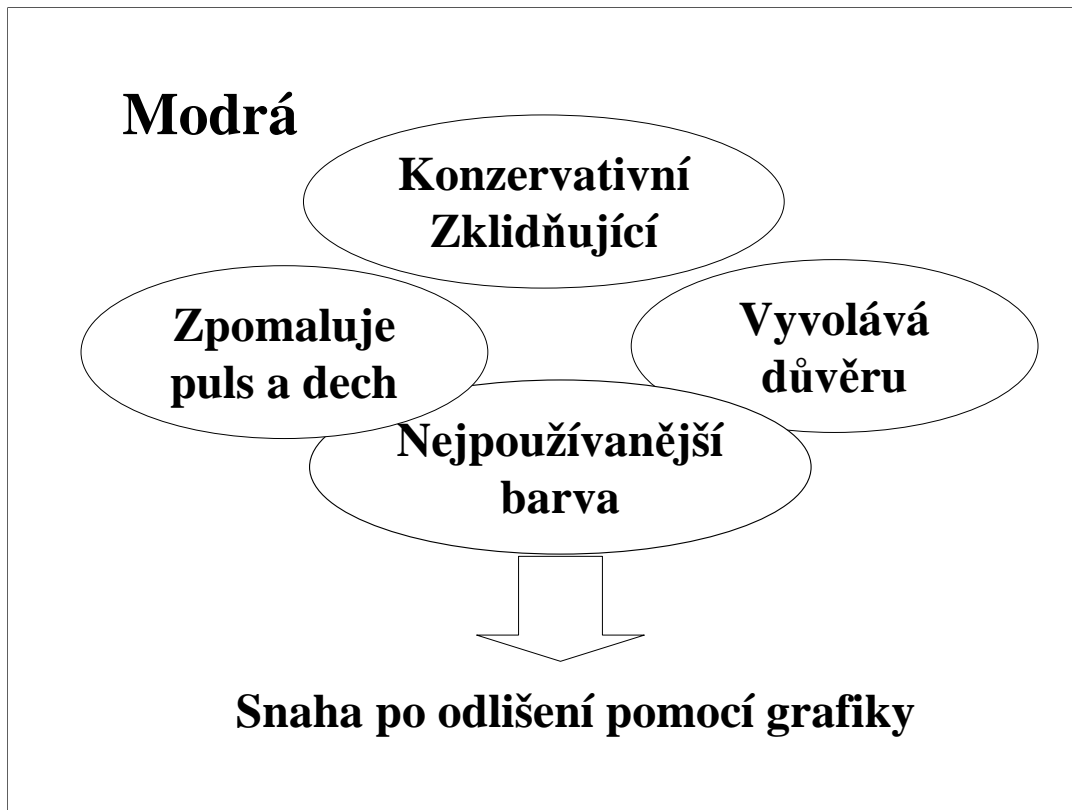 Modrá
Konzervativní
Zklidňující
Zpomaluje
puls a dech
Vyvolává
důvěru
Nejpoužívanější
barva
Snaha po odlišení pomocí grafiky